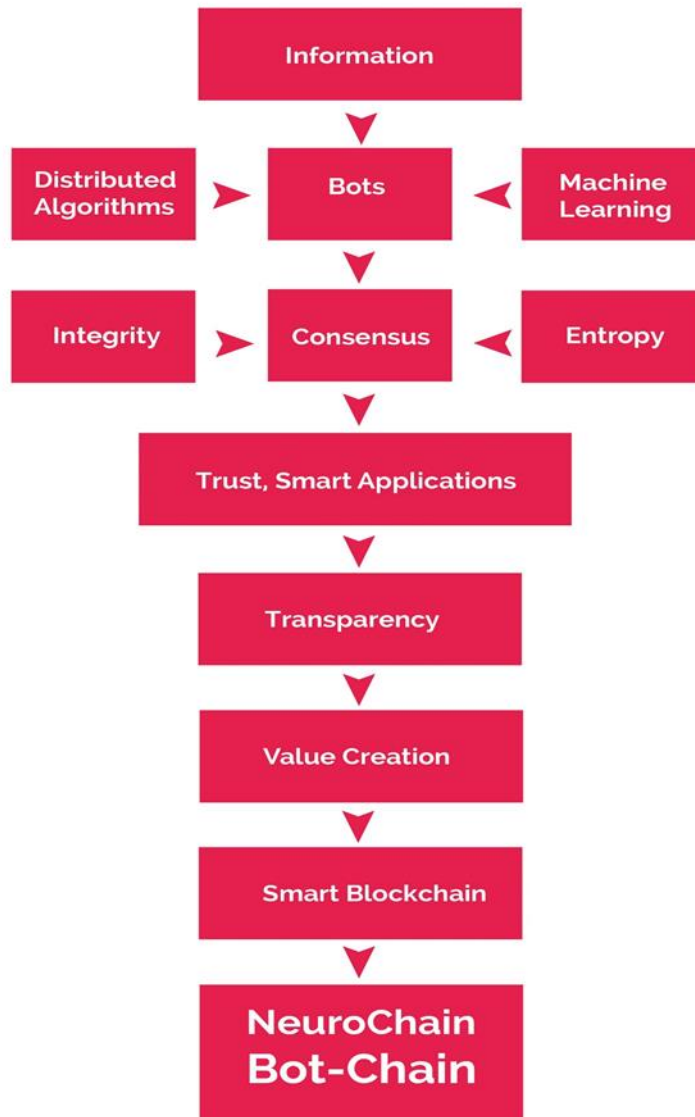 Information
Distributed
Algorithms
Bots
Machine
Learning
Integrity
Consensus
Entropy
Trust, Smart Applications
Transparency
Value Creation
Smart Blockchain
NeuroChain
Bot-Chain